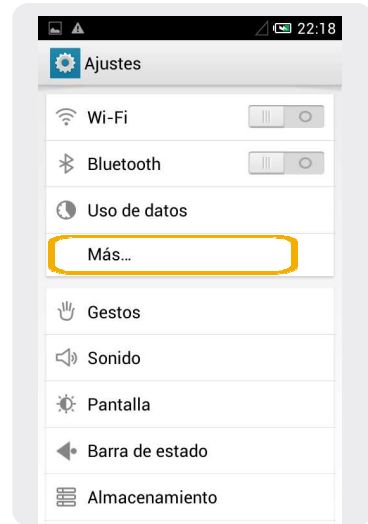 22:18
Ajustes
Wi-Fi
Bluetooth
Uso de datos
Más...
Gestos
Sonido
Pantalla
Barra de estado
Almacenamiento